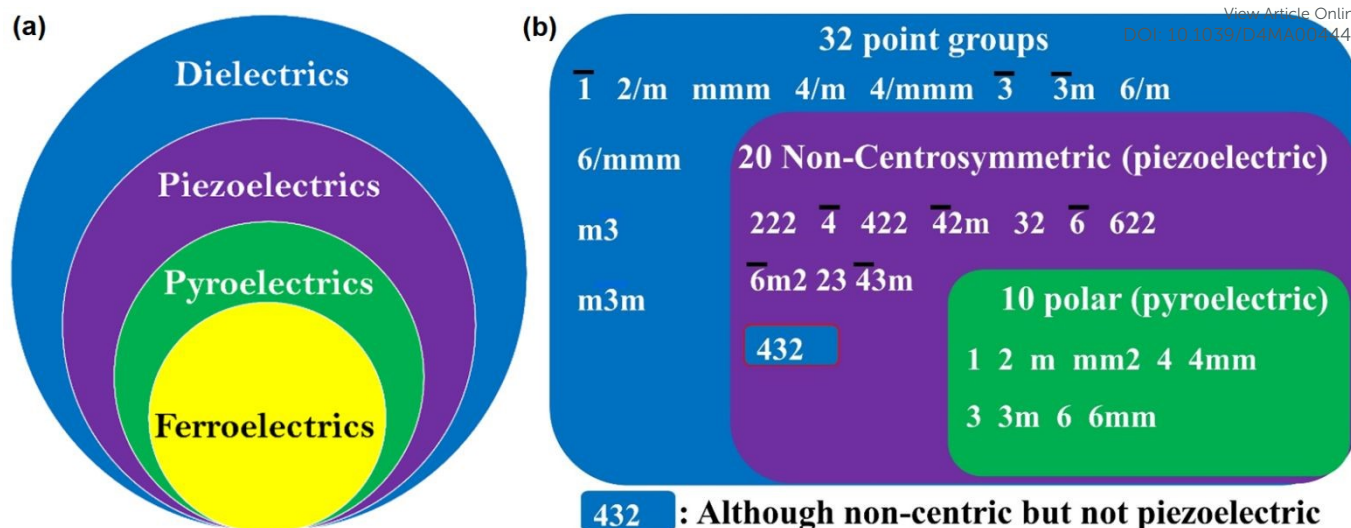 (a)
Dielectrics
Piezoelectrics
Pyroelectrics
Ferroelectrics
(b)
View Article Onlin
32 point groups
1̅ 2/m mmm 4/m 4/mmm 3̅ 3̅m 6/m
6/mmm
m3
m3m
20 Non-Centrosymmetric (piezoelectric)
222 4̅ 422 4̅2m 32 6̅ 622
6̅m2 23 4̅3m
432
10 polar (pyroelectric)
1 2 m mm2 4 4mm
3 3m 6 6mm
432 : Although non-centric but not piezoelectric